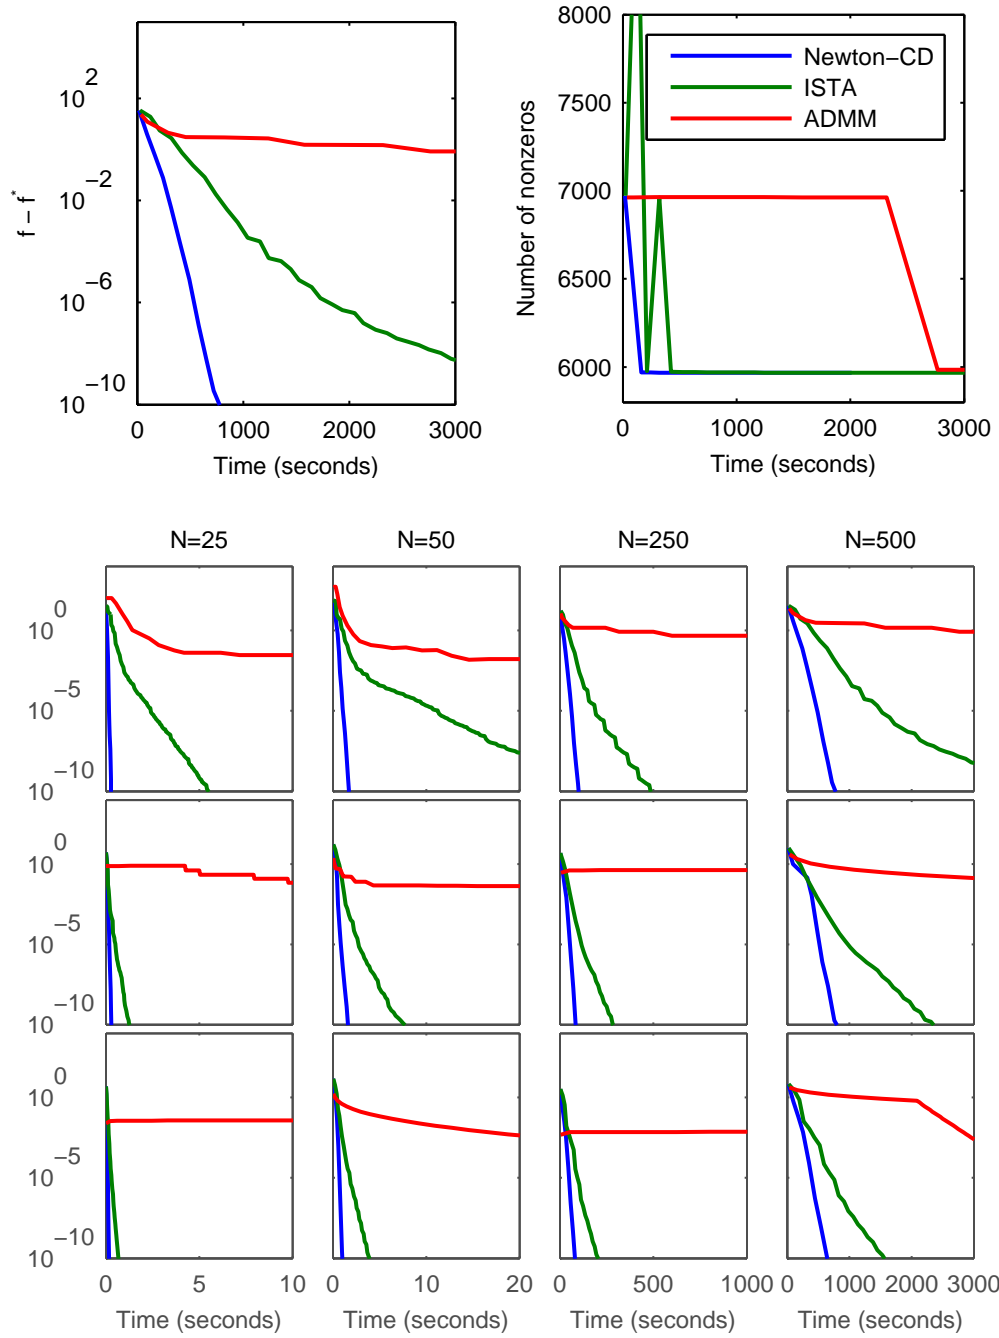 10^2
10^−2
10^−6
10^−10
f − f*
0 1000 2000 3000
Time (seconds)
8000
7500
7000
6500
6000
Number of nonzeros
Newton−CD
ISTA
ADMM
0 1000 2000 3000
Time (seconds)
N=25 N=50 N=250 N=500
10^0
10^−5
10^−10
10^0
10^−5
10^−10
10^0
10^−5
10^−10
0 5 10
0 10 20
0 500 1000
0 1000 2000 3000
Time (seconds) Time (seconds) Time (seconds) Time (seconds)